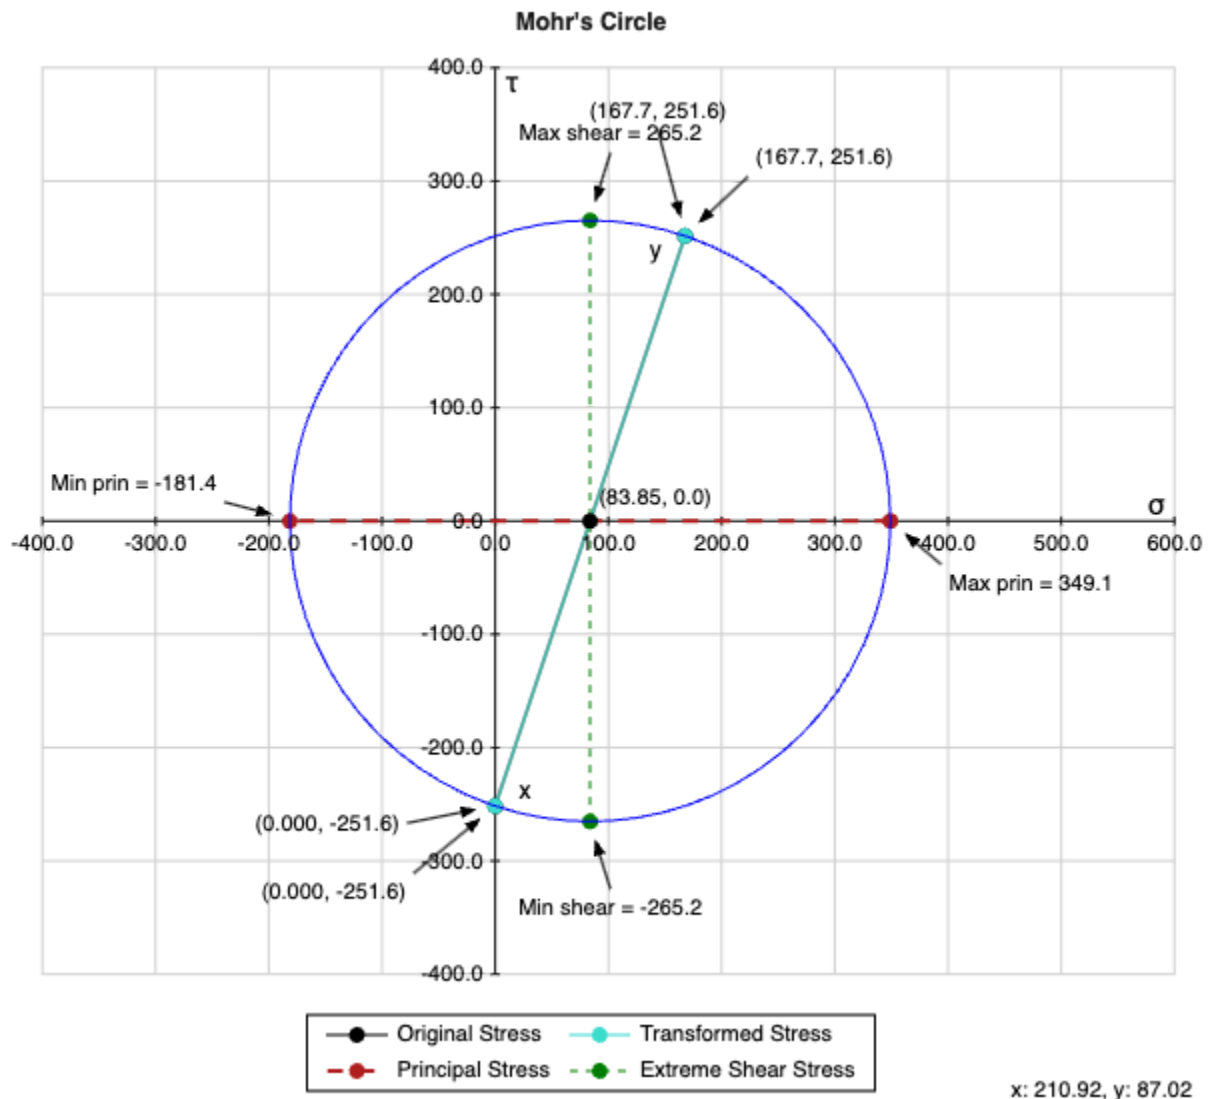 Mohr's Circle
400.0
τ
(167.7, 251.6)
Max shear = 265.2
(167.7, 251.6)
300.0
y
200.0
100.0
Min prin = -181.4
(83.85, 0.0)
σ
0.0
-400.0 -300.0 -200.0 -100.0 0.0 100.0 200.0 300.0 400.0 500.0 600.0
Max prin = 349.1
-100.0
-200.0
x
(0.000, -251.6)
-300.0
(0.000, -251.6)
Min shear = -265.2
-400.0
Original Stress Transformed Stress
Principal Stress Extreme Shear Stress
x: 210.92, y: 87.02